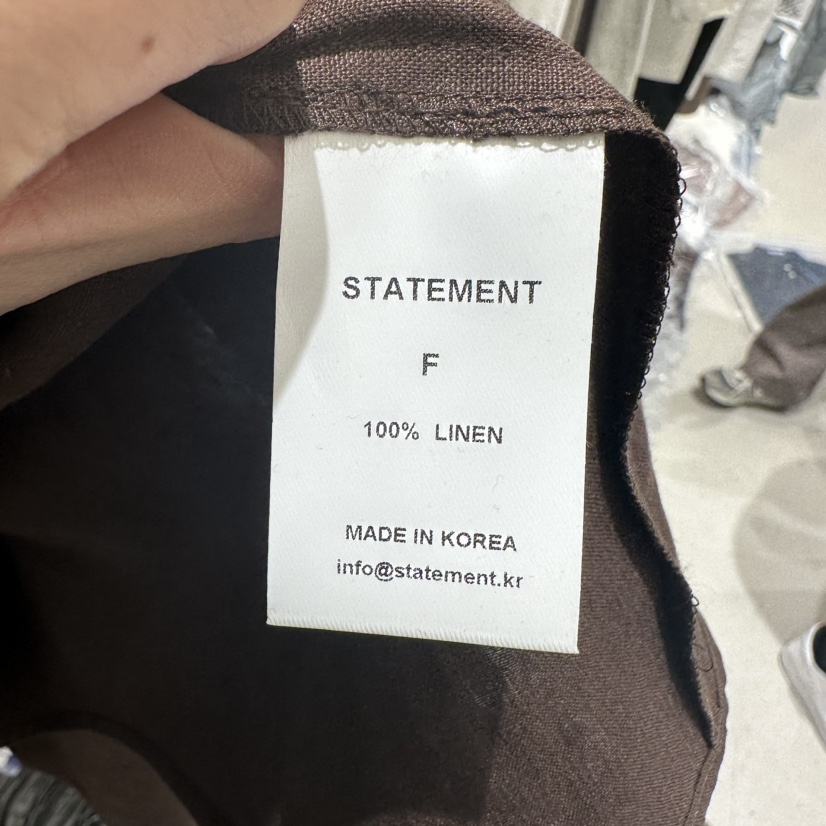 STATEMENT
F
100% LINEN
MADE IN KOREA
info@statement.kr